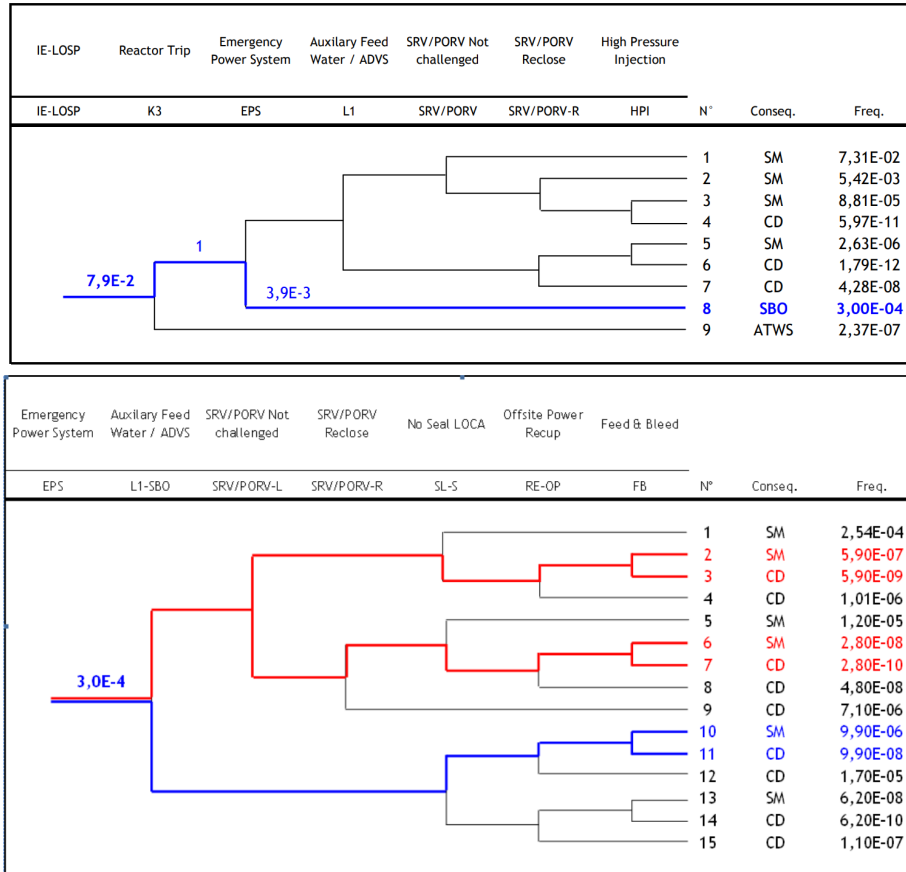 IE-LOSP Reactor Trip Emergency Power System Auxilary Feed Water / ADVS SRV/PORV Not challenged SRV/PORV Reclose High Pressure Injection
IE-LOSP K3 EPS L1 SRV/PORV SRV/PORV-R HPI N° Conseq. Freq.
1 SM 7,31E-02
2 SM 5,42E-03
3 SM 8,81E-05
4 CD 5,97E-11
5 SM 2,63E-06
1
6 CD 1,79E-12
7,9E-2
7 CD 4,28E-08
3,9E-3
8 SBO 3,00E-04
9 ATWS 2,37E-07
Emergency Power System Auxilary Feed Water / ADVS SRV/PORV Not challenged SRV/PORV Reclose No Seal LOCA Offsite Power Recup Feed & Bleed
EPS L1-SBO SRV/PORV-L SRV/PORV-R SL-S RE-OP FB N° Conseq. Freq.
1 SM 2,54E-04
2 SM 5,90E-07
3 CD 5,90E-09
4 CD 1,01E-06
5 SM 1,20E-05
6 SM 2,80E-08
7 CD 2,80E-10
3,0E-4
8 CD 4,80E-08
9 CD 7,10E-06
10 SM 9,90E-06
11 CD 9,90E-08
12 CD 1,70E-05
13 SM 6,20E-08
14 CD 6,20E-10
15 CD 1,10E-07